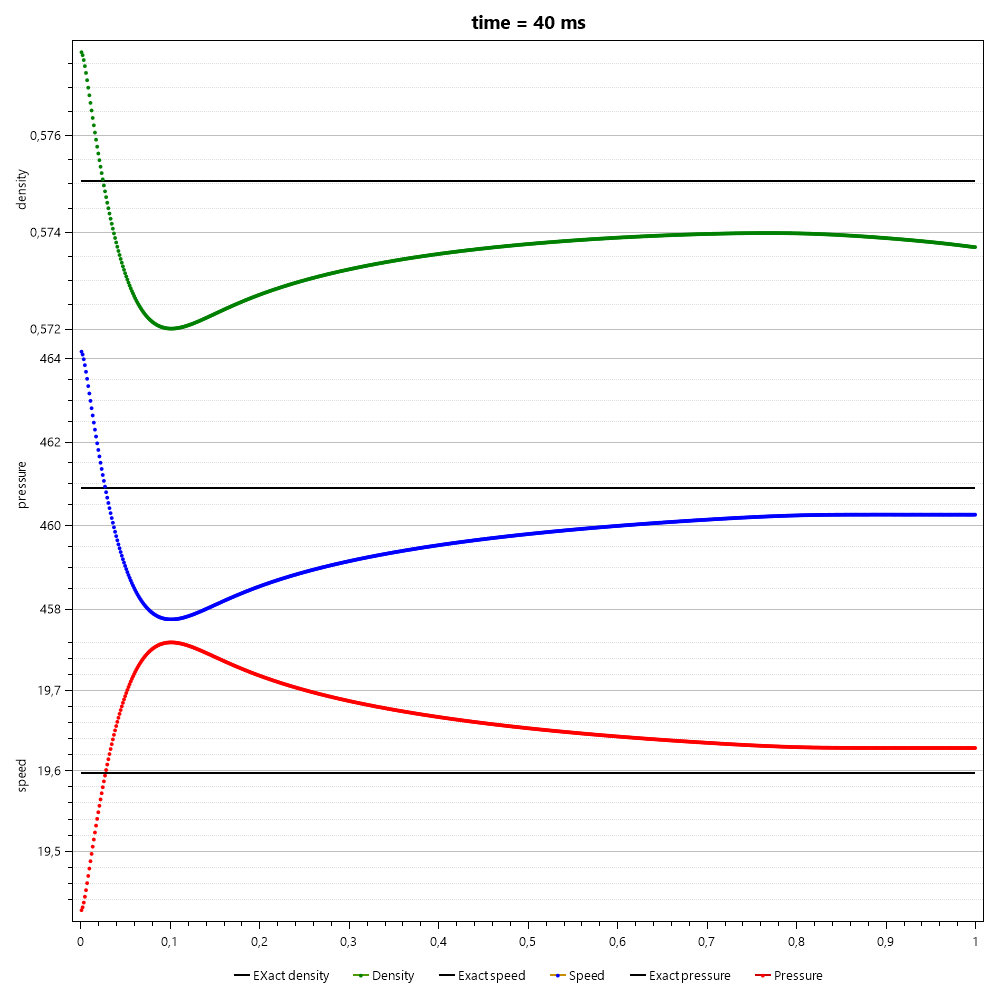 time = 40 ms
density
0,576
0,574
0,572
pressure
464
462
460
458
speed
19,7
19,6
19,5
0 0,1 0,2 0,3 0,4 0,5 0,6 0,7 0,8 0,9 1
EXact density Density Exact speed Speed Exact pressure Pressure